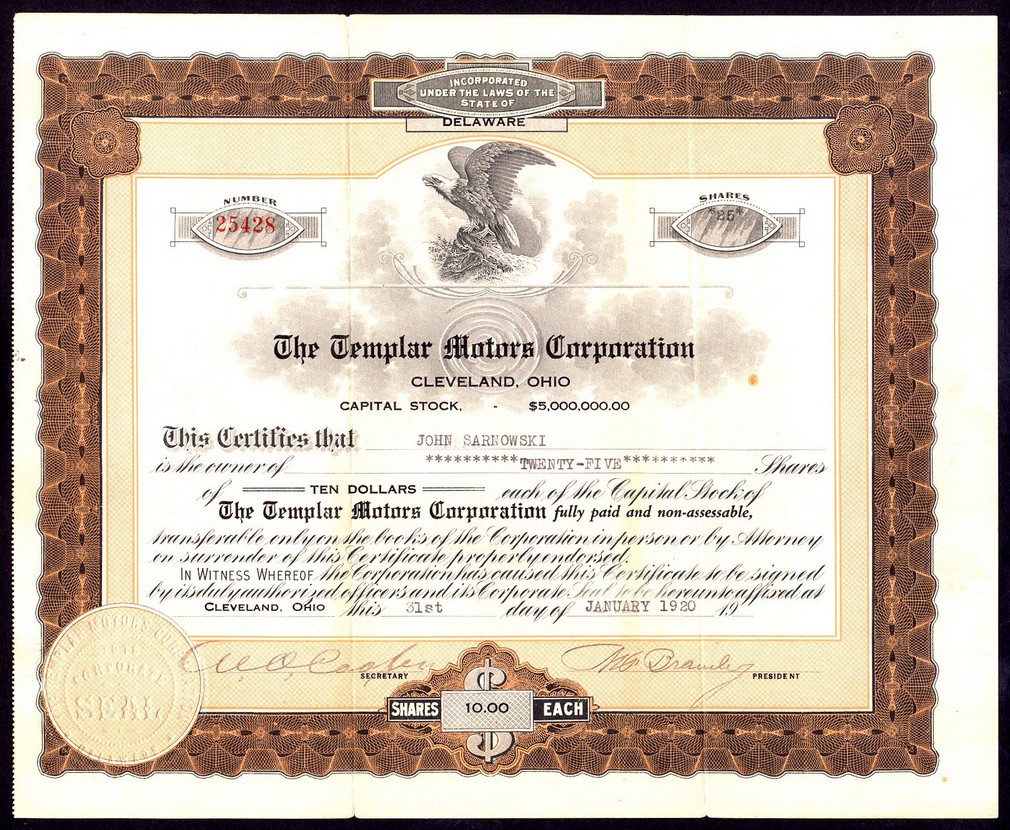 INCORPORATED
UNDER THE LAWS OF THE
STATE OF
DELAWARE
NUMBER
25428
SHARES
*25*
The Templar Motors Corporation
CLEVELAND, OHIO
CAPITAL STOCK, - $5,000,000.00
This Certifies that JOHN SARNOWSKI
is the owner of **********TWENTY-FIVE********** Shares
of TEN DOLLARS each of the Capital Stock of
The Templar Motors Corporation fully paid and non-assessable,
transferable only on the books of the Corporation in person or by Attorney
on surrender of this Certificate properly endorsed.
IN WITNESS WHEREOF the Corporation has caused this Certificate to be signed
by its duly authorized officers and its Corporate Seal to be hereunto affixed at
CLEVELAND, OHIO this 31st day of JANUARY 1920 19
SECRETARY
PRESIDENT
SHARES 10.00 EACH
CORPORATE
SEAL